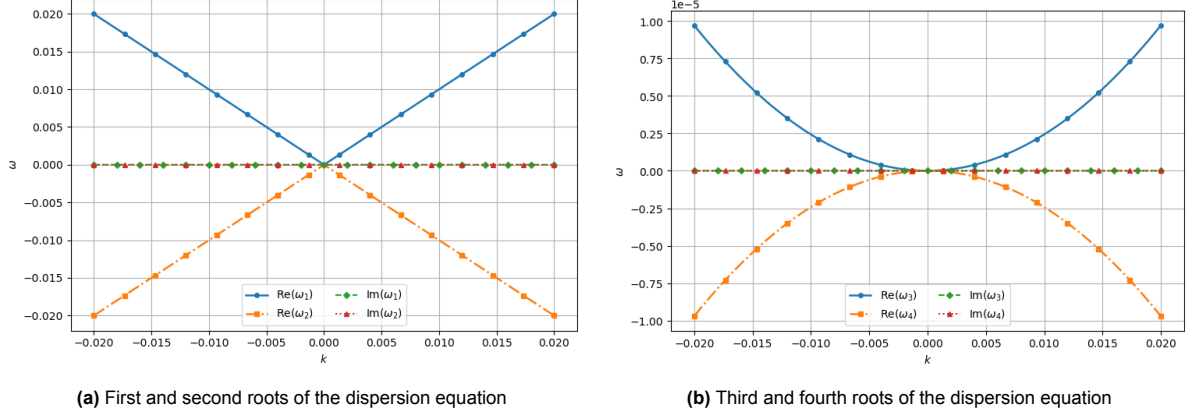 0.020
0.015
0.010
0.005
0.000
−0.005
−0.010
−0.015
−0.020
ω
−0.020 −0.015 −0.010 −0.005 0.000 0.005 0.010 0.015 0.020
k
Re(ω₁) Im(ω₁)
Re(ω₂) Im(ω₂)
(a) First and second roots of the dispersion equation
1e−5
1.00
0.75
0.50
0.25
0.00
−0.25
−0.50
−0.75
−1.00
ω
−0.020 −0.015 −0.010 −0.005 0.000 0.005 0.010 0.015 0.020
k
Re(ω₃) Im(ω₃)
Re(ω₄) Im(ω₄)
(b) Third and fourth roots of the dispersion equation